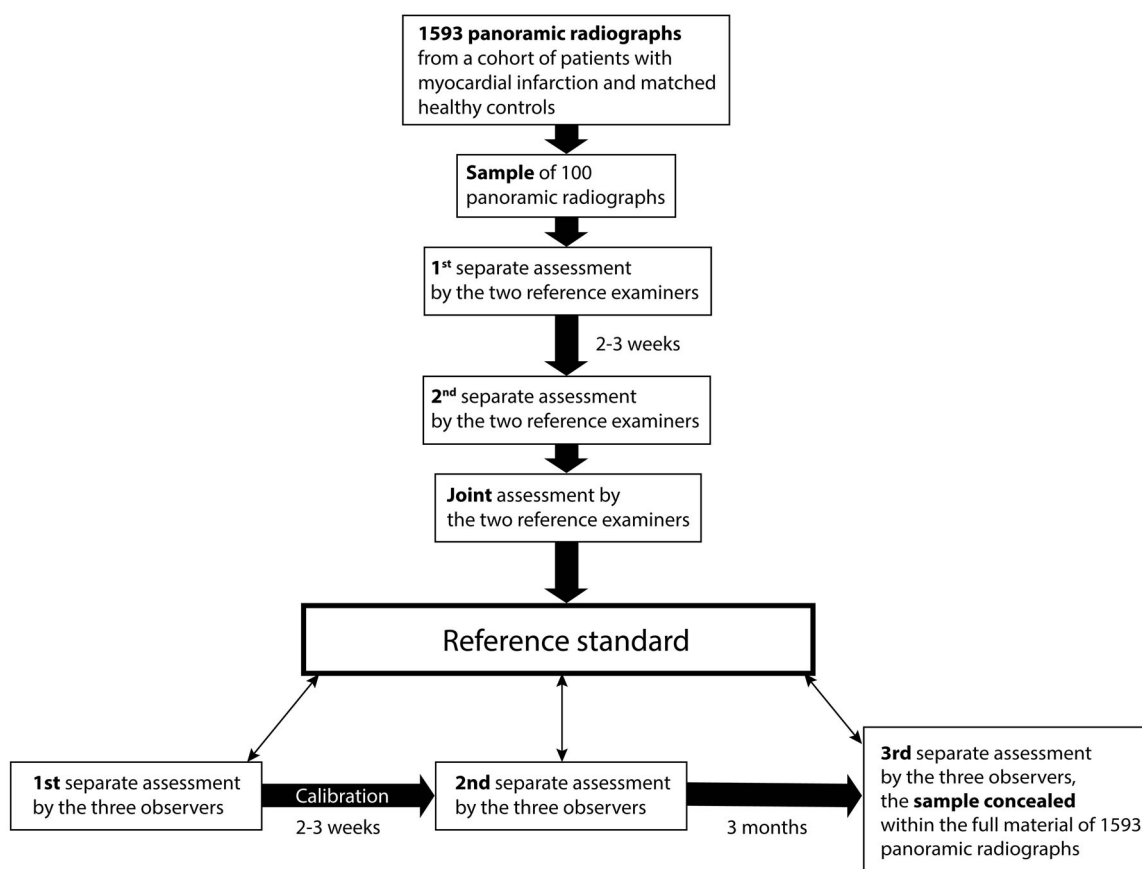 1593 panoramic radiographs
from a cohort of patients with
myocardial infarction and matched
healthy controls
Sample of 100
panoramic radiographs
1st separate assessment
by the two reference examiners
2-3 weeks
2nd separate assessment
by the two reference examiners
Joint assessment by
the two reference examiners
Reference standard
1st separate assessment
by the three observers
Calibration
2-3 weeks
2nd separate assessment
by the three observers
3 months
3rd separate assessment
by the three observers,
the sample concealed
within the full material of 1593
panoramic radiographs